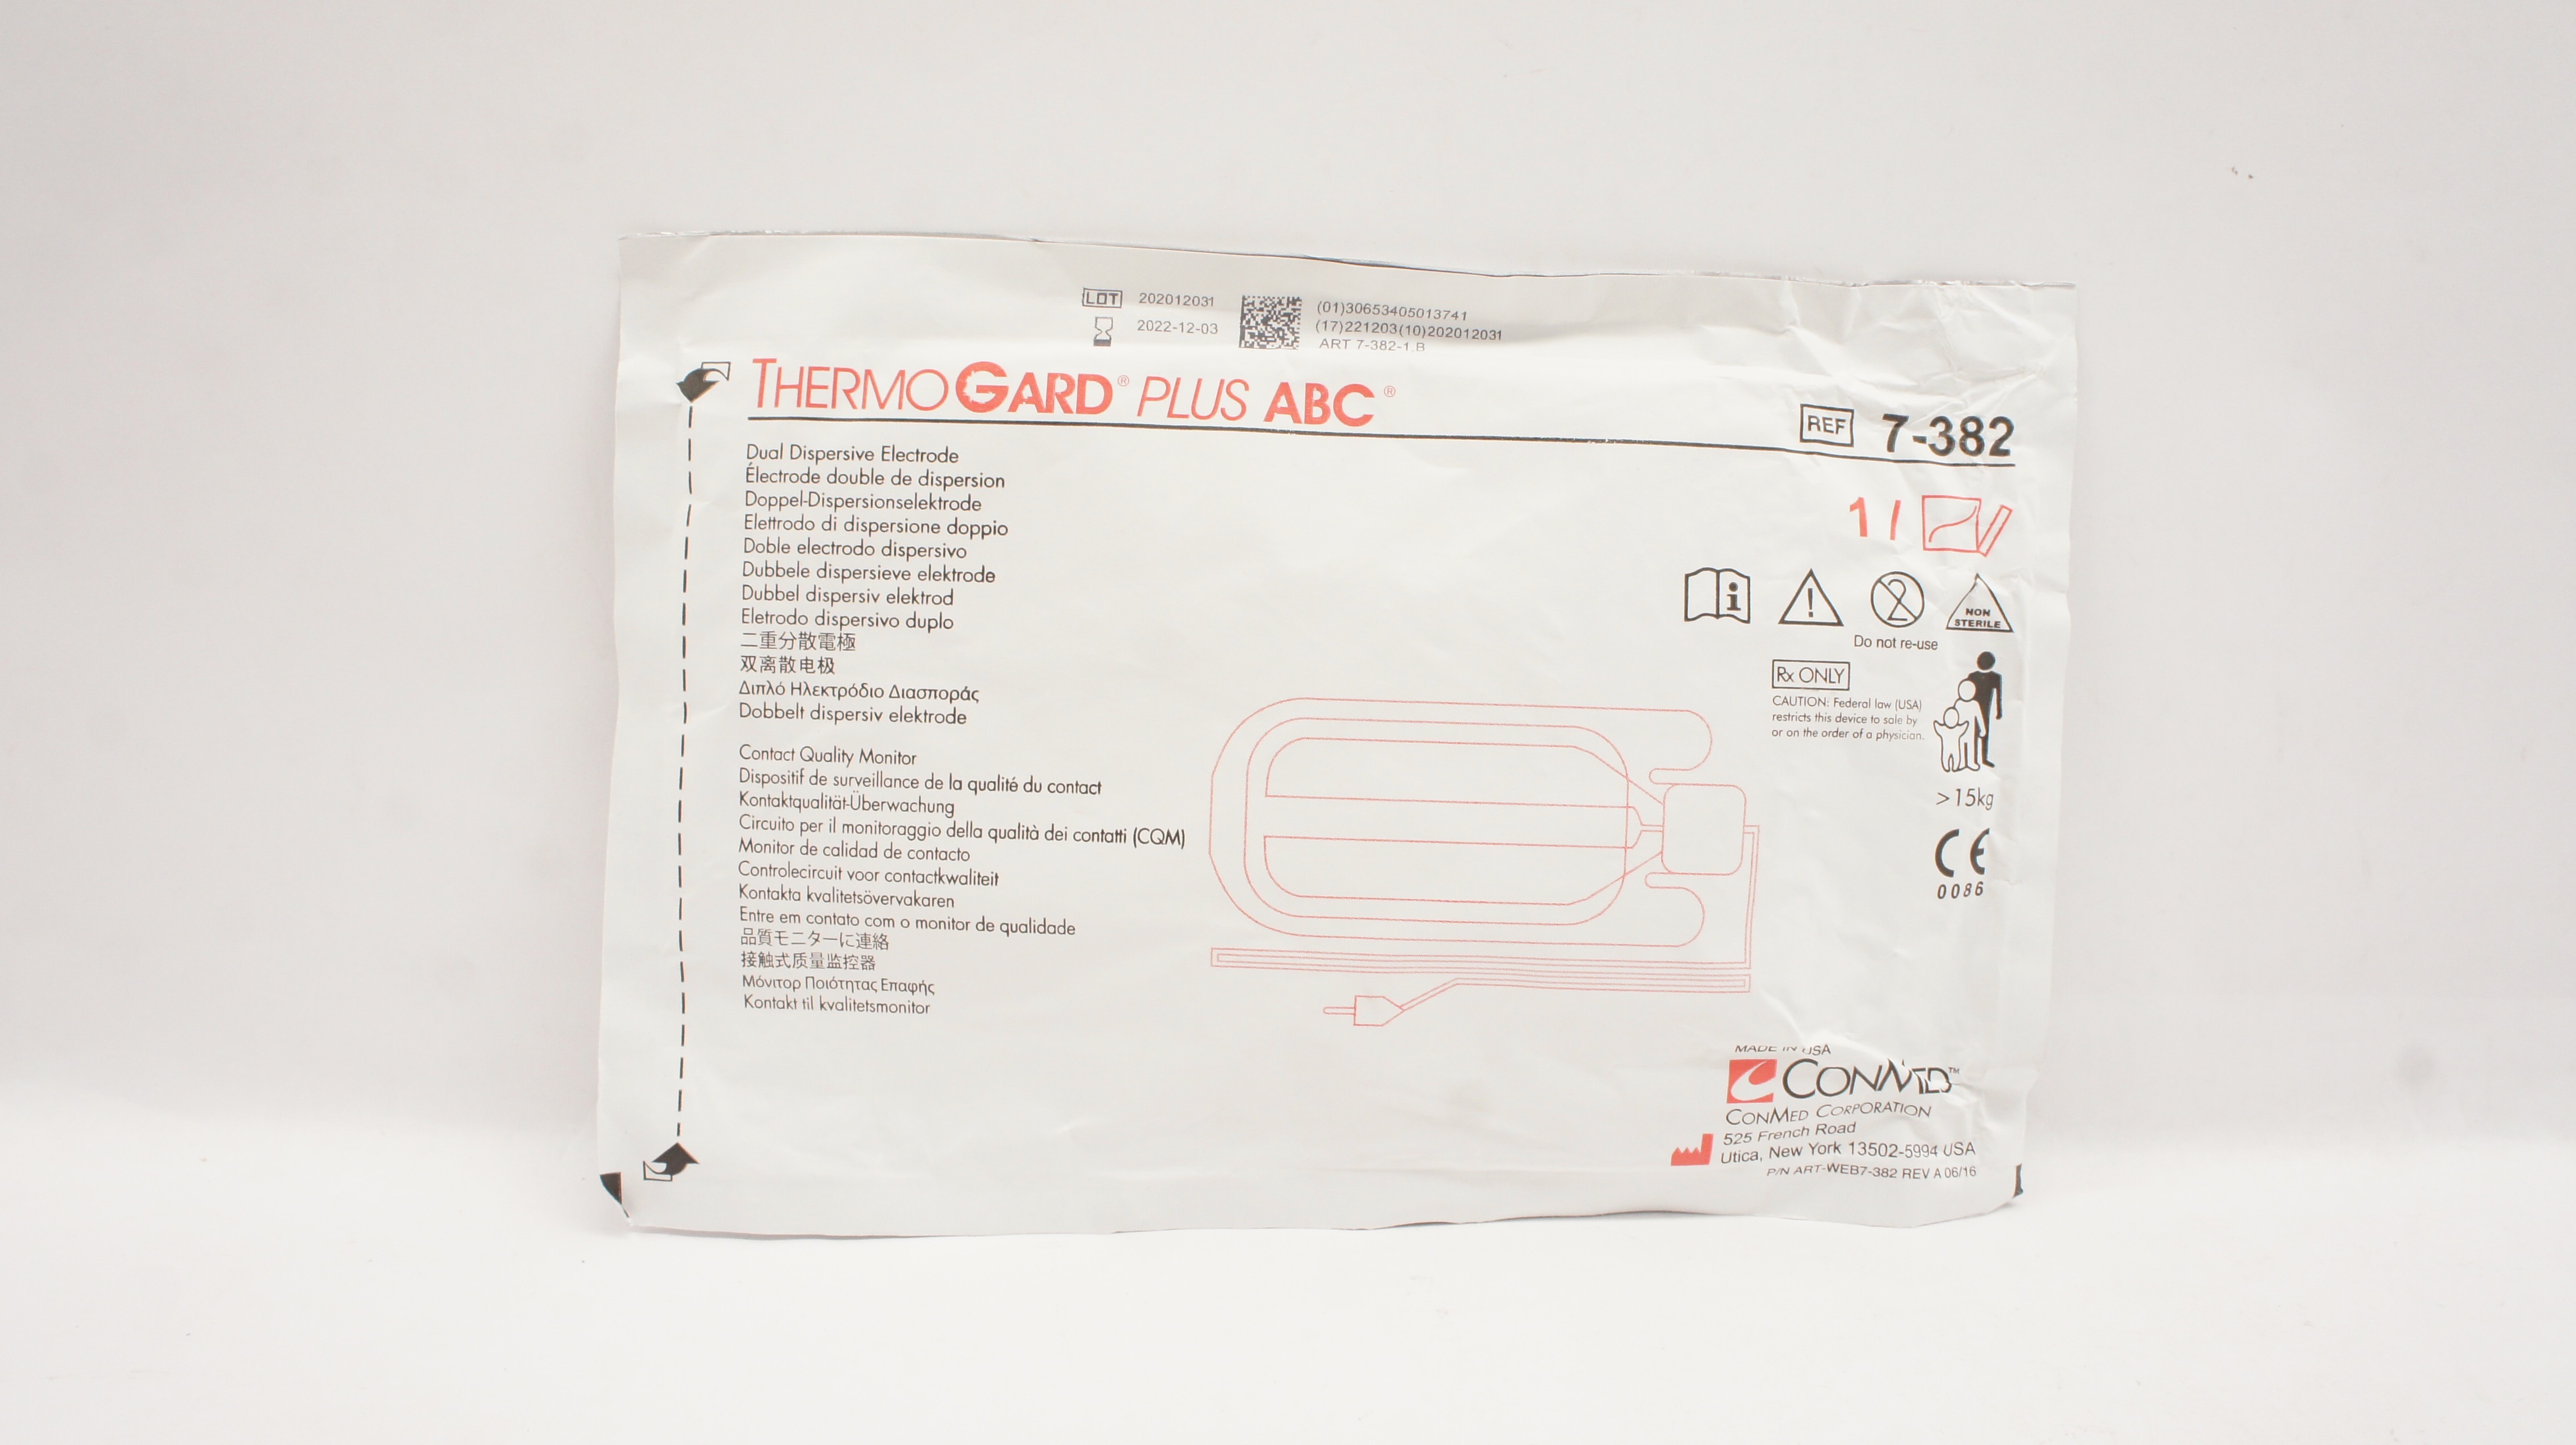 LOT 202012031
2022-12-03
(01)30653405013741
(17)221203(10)202012031
ART 7-382-1.B
THERMOGARD® PLUS ABC®
REF 7-382
Dual Dispersive Electrode
Électrode double de dispersion
Doppel-Dispersionselektrode
Elettrodo di dispersione doppio
Doble electrodo dispersivo
Dubbele dispersieve elektrode
Dubbel dispersiv elektrod
Eletrodo dispersivo duplo
二重分散電極
双离散电极
Διπλό Ηλεκτρόδιο Διασποράς
Dobbelt dispersiv elektrode
Contact Quality Monitor
Dispositif de surveillance de la qualité du contact
Kontaktqualität-Überwachung
Circuito per il monitoraggio della qualità dei contatti (CQM)
Monitor de calidad de contacto
Controlecircuit voor contactkwaliteit
Kontakta kvalitetsövervakaren
Entre em contato com o monitor de qualidade
品質モニターに連絡
接触式质量监控器
Μόνιτορ Ποιότητας Επαφής
Kontakt til kvalitetsmonitor
1 /
2
NON
STERILE
Do not re-use
Rx ONLY
CAUTION: Federal law (USA)
restricts this device to sale by
or on the order of a physician.
>15kg
CE
0086
MADE IN USA
CONMED™
CONMED CORPORATION
525 French Road
Utica, New York 13502-5994 USA
P/N ART-WEB7-382 REV A 06/16